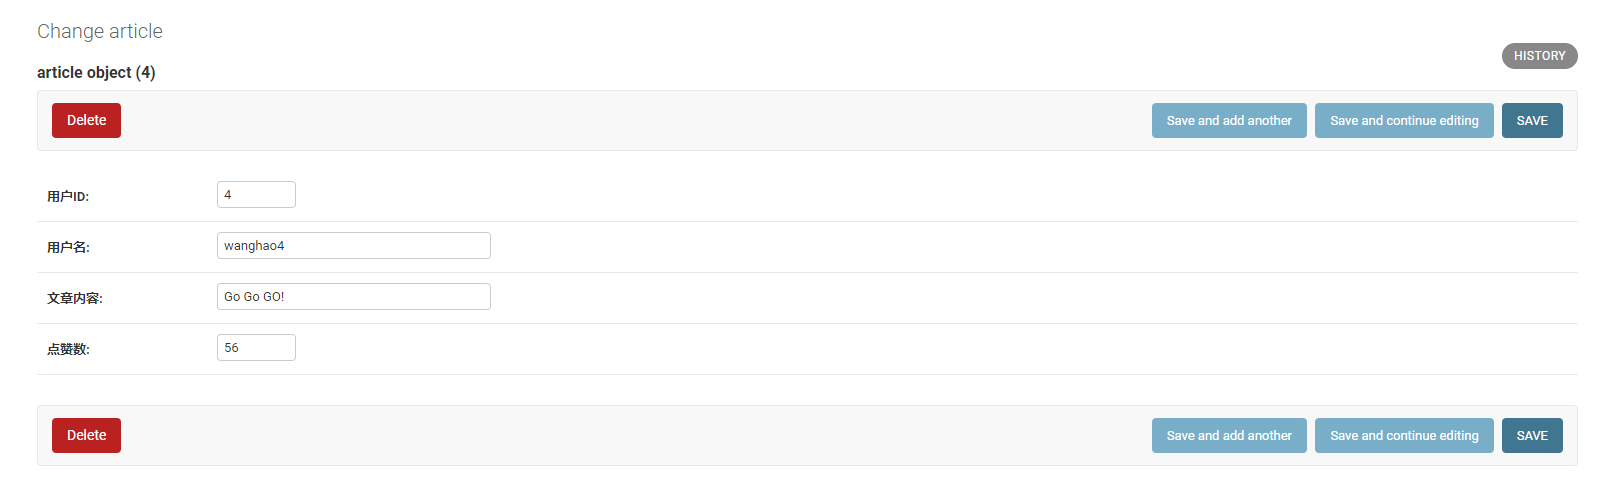 Change article
HISTORY
article object (4)
Delete
Save and add another
Save and continue editing
SAVE
用户ID:
4
用户名:
wanghao4
文章内容:
Go Go GO!
点赞数:
56
Delete
Save and add another
Save and continue editing
SAVE